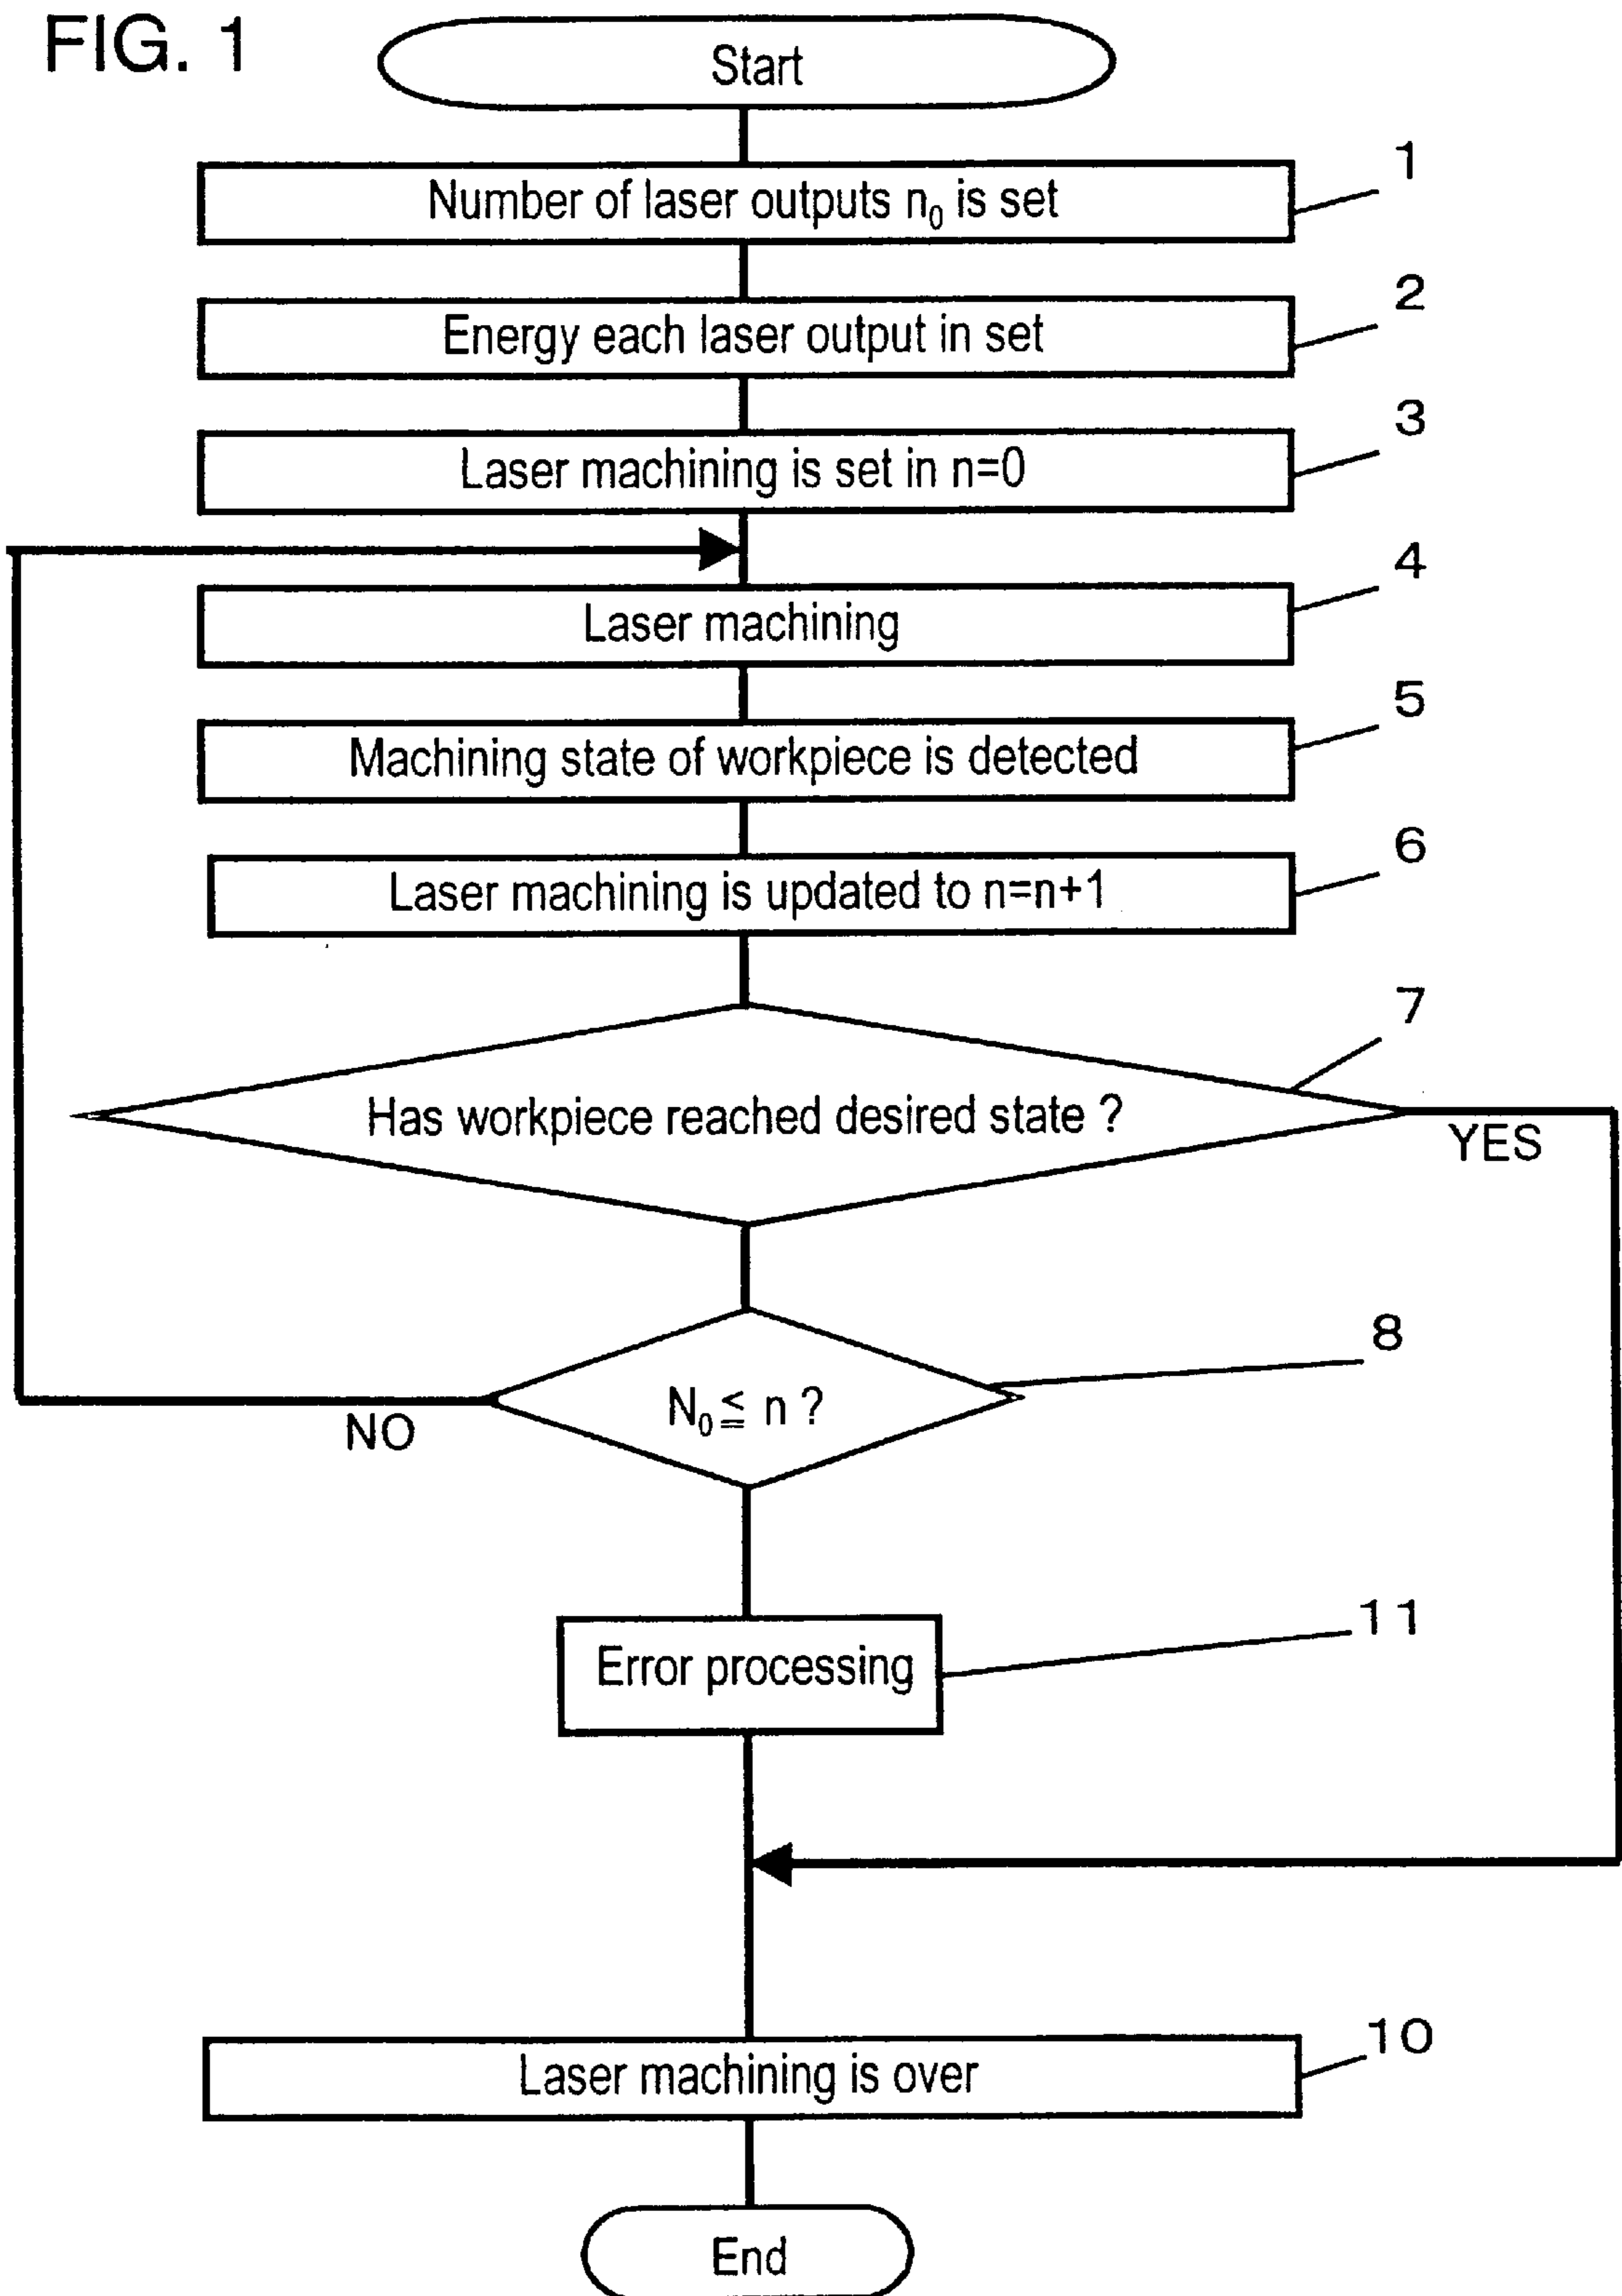 FIG. 1
Start
Number of laser outputs n₀ is set
1
Energy each laser output in set
2
Laser machining is set in n=0
3
Laser machining
4
Machining state of workpiece is detected
5
Laser machining is updated to n=n+1
6
Has workpiece reached desired state ?
7
YES
N₀≦ n ?
8
NO
Error processing
11
Laser machining is over
10
End